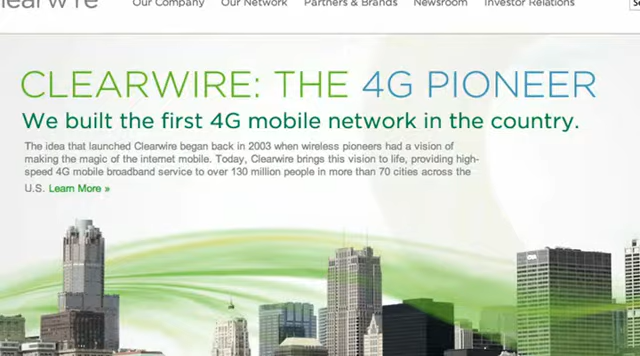 Our Company Our Network Partners & Brands Newsroom Investor Relations
CLEARWIRE: THE 4G PIONEER
We built the first 4G mobile network in the country.
The idea that launched Clearwire began back in 2003 when wireless pioneers had a vision of
making the magic of the internet mobile. Today, Clearwire brings this vision to life, providing high-
speed 4G mobile broadband service to over 130 million people in more than 70 cities across the
U.S. Learn More »